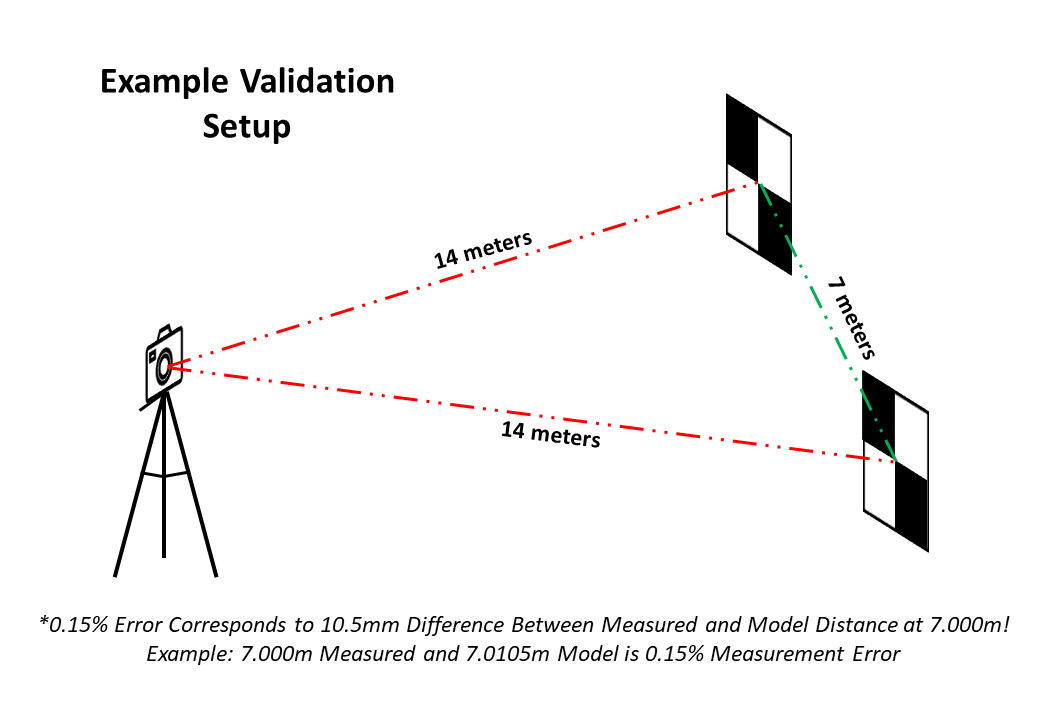 Example Validation
Setup
14 meters
7 meters
14 meters
*0.15% Error Corresponds to 10.5mm Difference Between Measured and Model Distance at 7.000m!
Example: 7.000m Measured and 7.0105m Model is 0.15% Measurement Error